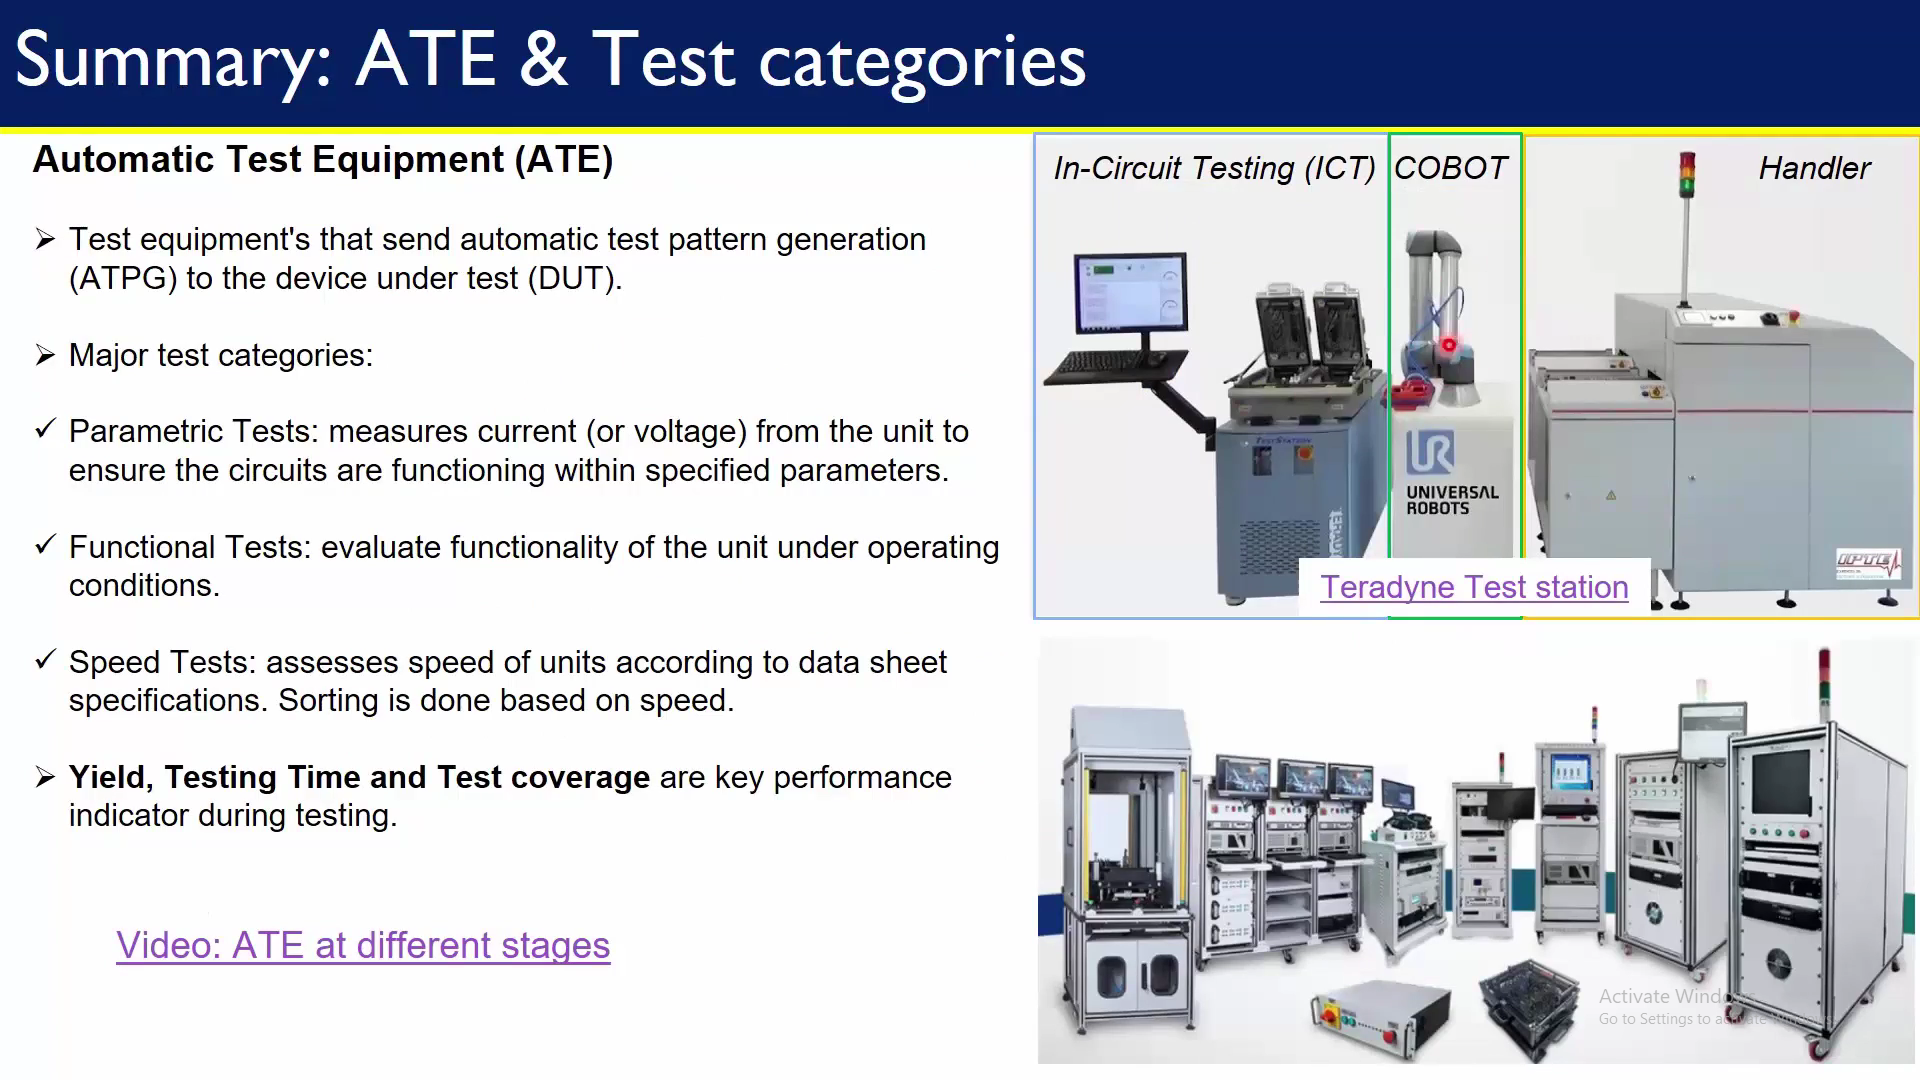 Summary: ATE & Test categories
Automatic Test Equipment (ATE)
Test equipment's that send automatic test pattern generation
(ATPG) to the device under test (DUT).
Major test categories:
Parametric Tests: measures current (or voltage) from the unit to
ensure the circuits are functioning within specified parameters.
Functional Tests: evaluate functionality of the unit under operating
conditions.
Speed Tests: assesses speed of units according to data sheet
specifications. Sorting is done based on speed.
Yield, Testing Time and Test coverage are key performance
indicator during testing.
Video: ATE at different stages
In-Circuit Testing (ICT)
COBOT
Handler
TESTSTATION
UR
UNIVERSAL
ROBOTS
IPTE
Teradyne Test station
Activate Windows
Go to Settings to activate Windows.